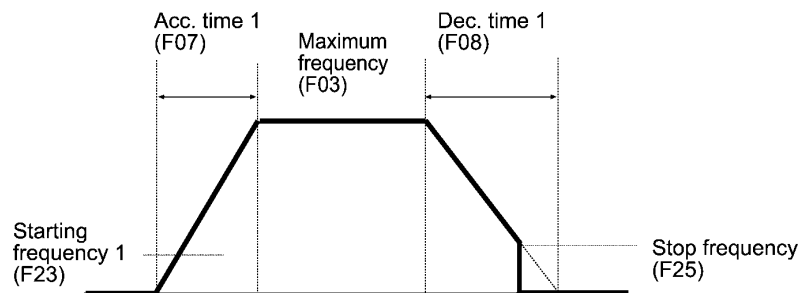 Acc. time 1
(F07)
Maximum
frequency
(F03)
Dec. time 1
(F08)
Starting
frequency 1
(F23)
Stop frequency
(F25)